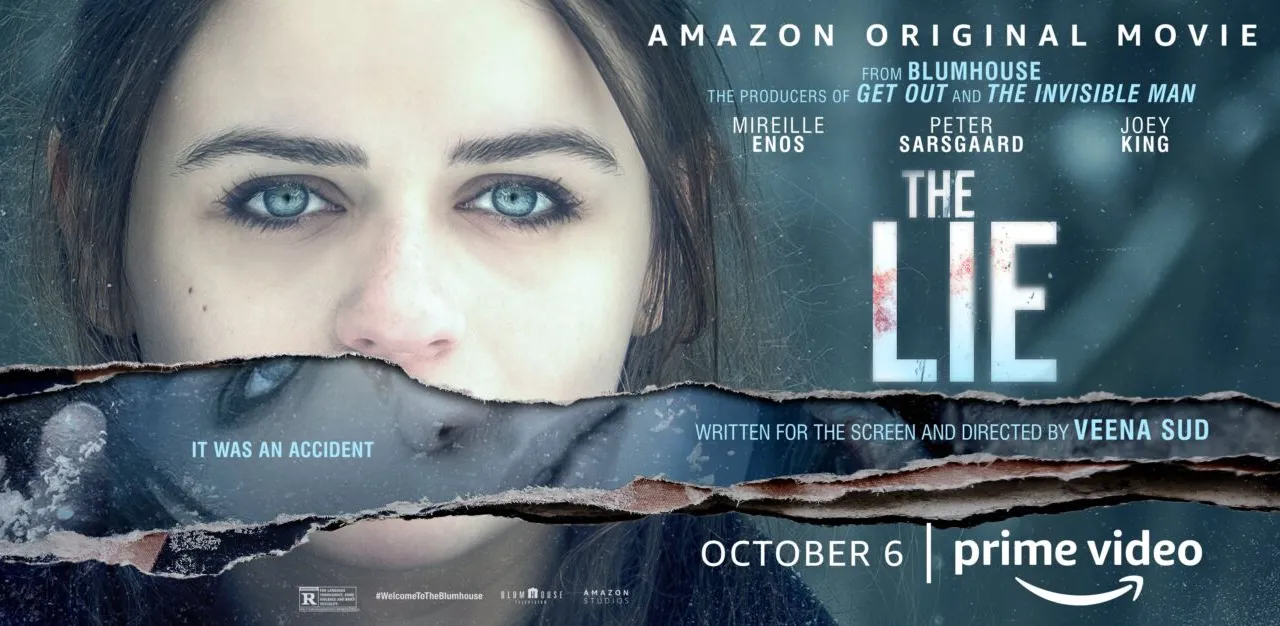 AMAZON ORIGINAL MOVIE
FROM BLUMHOUSE
THE PRODUCERS OF GET OUT AND THE INVISIBLE MAN
MIREILLE ENOS
PETER SARSGAARD
JOEY KING
THE
LIE
IT WAS AN ACCIDENT
WRITTEN FOR THE SCREEN AND DIRECTED BY VEENA SUD
OCTOBER 6
prime video
R
#WelcomeToTheBlumhouse
BLUMHOUSE
TELEVISION
AMAZON
STUDIOS